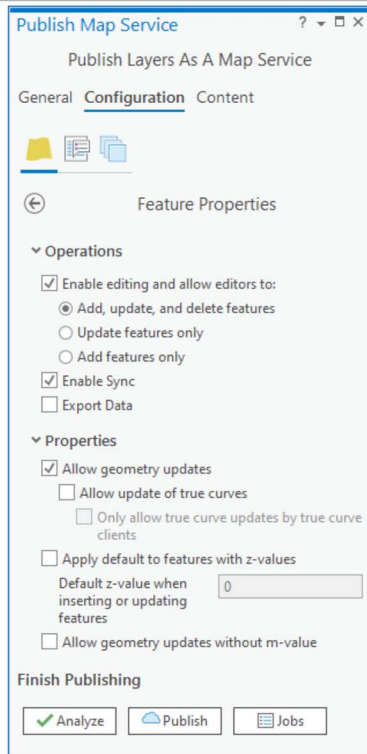 Publish Map Service
?
Publish Layers As A Map Service
General Configuration Content
Feature Properties
Operations
Enable editing and allow editors to:
Add, update, and delete features
Update features only
Add features only
Enable Sync
Export Data
Properties
Allow geometry updates
Allow update of true curves
Only allow true curve updates by true curve
clients
Apply default to features with z-values
Default z-value when
inserting or updating
features
0
Allow geometry updates without m-value
Finish Publishing
Analyze Publish Jobs